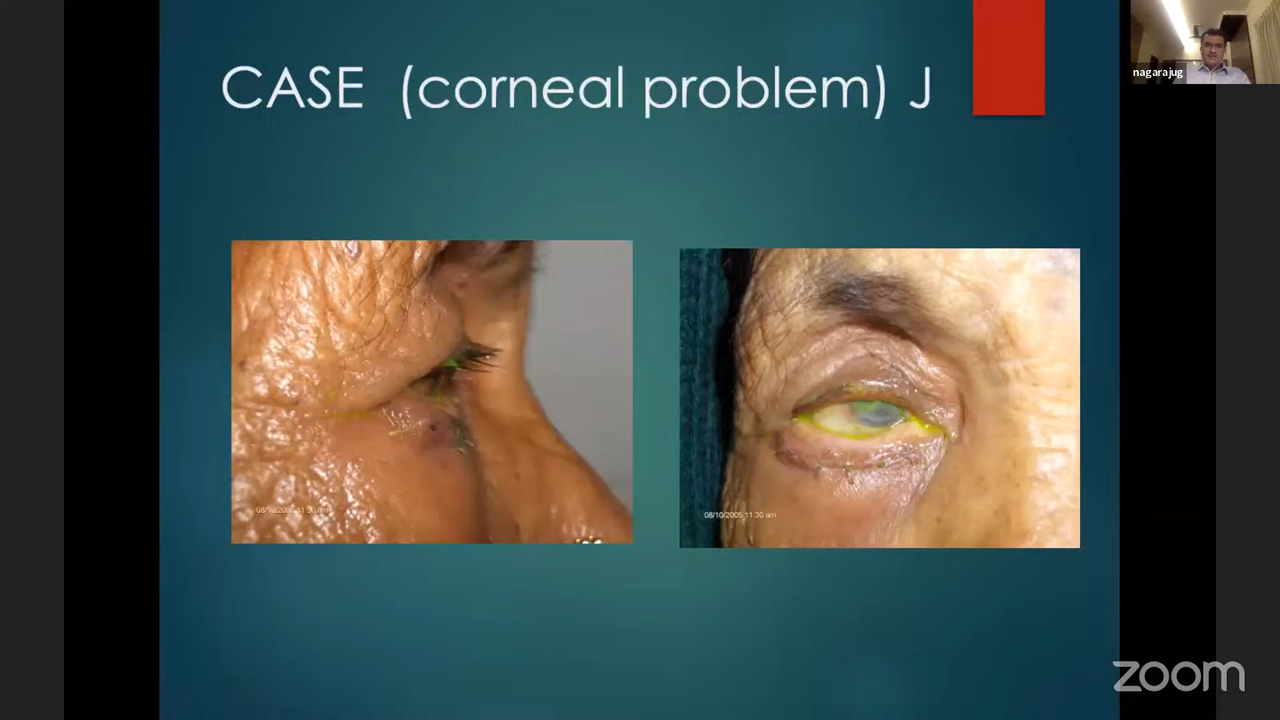 CASE (corneal problem) J
nagarajug
08/10/2005 11:30 am
08/10/2005 11:30 am
zoom